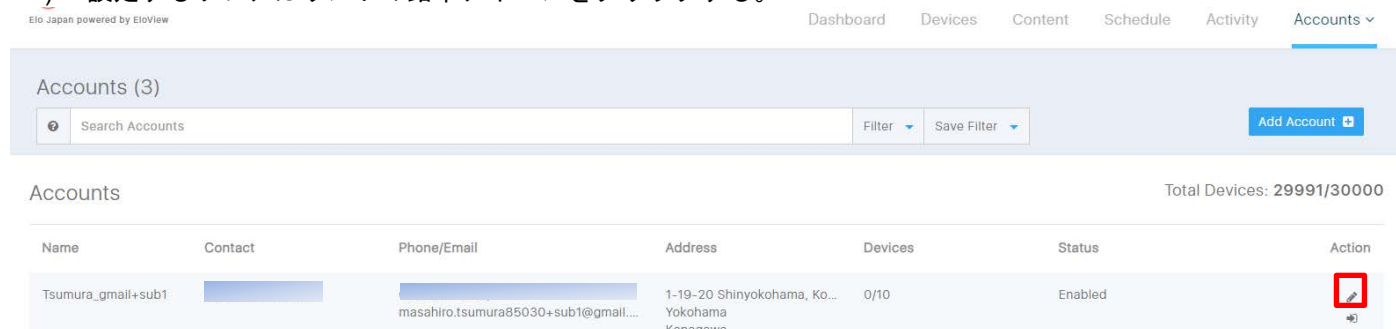 Elo Japan powered by EloView
Dashboard Devices Content Schedule Activity Accounts
Accounts (3)
Search Accounts Filter Save Filter Add Account
Accounts
Total Devices: 29991/30000
Name Contact Phone/Email Address Devices Status Action
Tsumura_gmail+sub1 1-19-20 Shinyokohama, Ko... 0/10 Enabled
masahiro.tsumura85030+sub1@gmail.... Yokohama